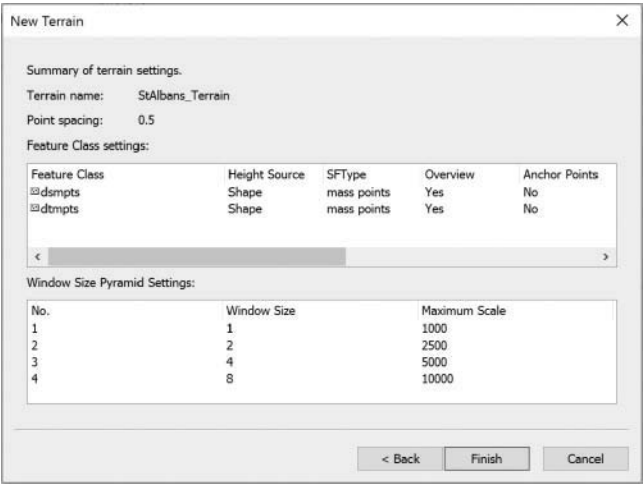 New Terrain
Summary of terrain settings.
Terrain name: StAlbans_Terrain
Point spacing: 0.5
Feature Class settings:
Feature Class Height Source SFType Overview Anchor Points
dsmpts Shape mass points Yes No
dtmpts Shape mass points Yes No
Window Size Pyramid Settings:
No. Window Size Maximum Scale
1 1 1000
2 2 2500
3 4 5000
4 8 10000
< Back Finish Cancel